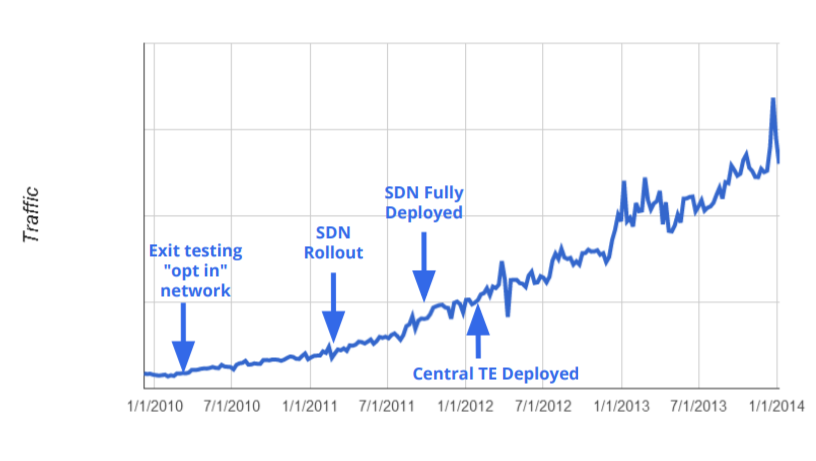 Traffic
Exit testing
"opt in"
network
SDN
Rollout
SDN Fully
Deployed
Central TE Deployed
1/1/2010 7/1/2010 1/1/2011 7/1/2011 1/1/2012 7/1/2012 1/1/2013 7/1/2013 1/1/2014